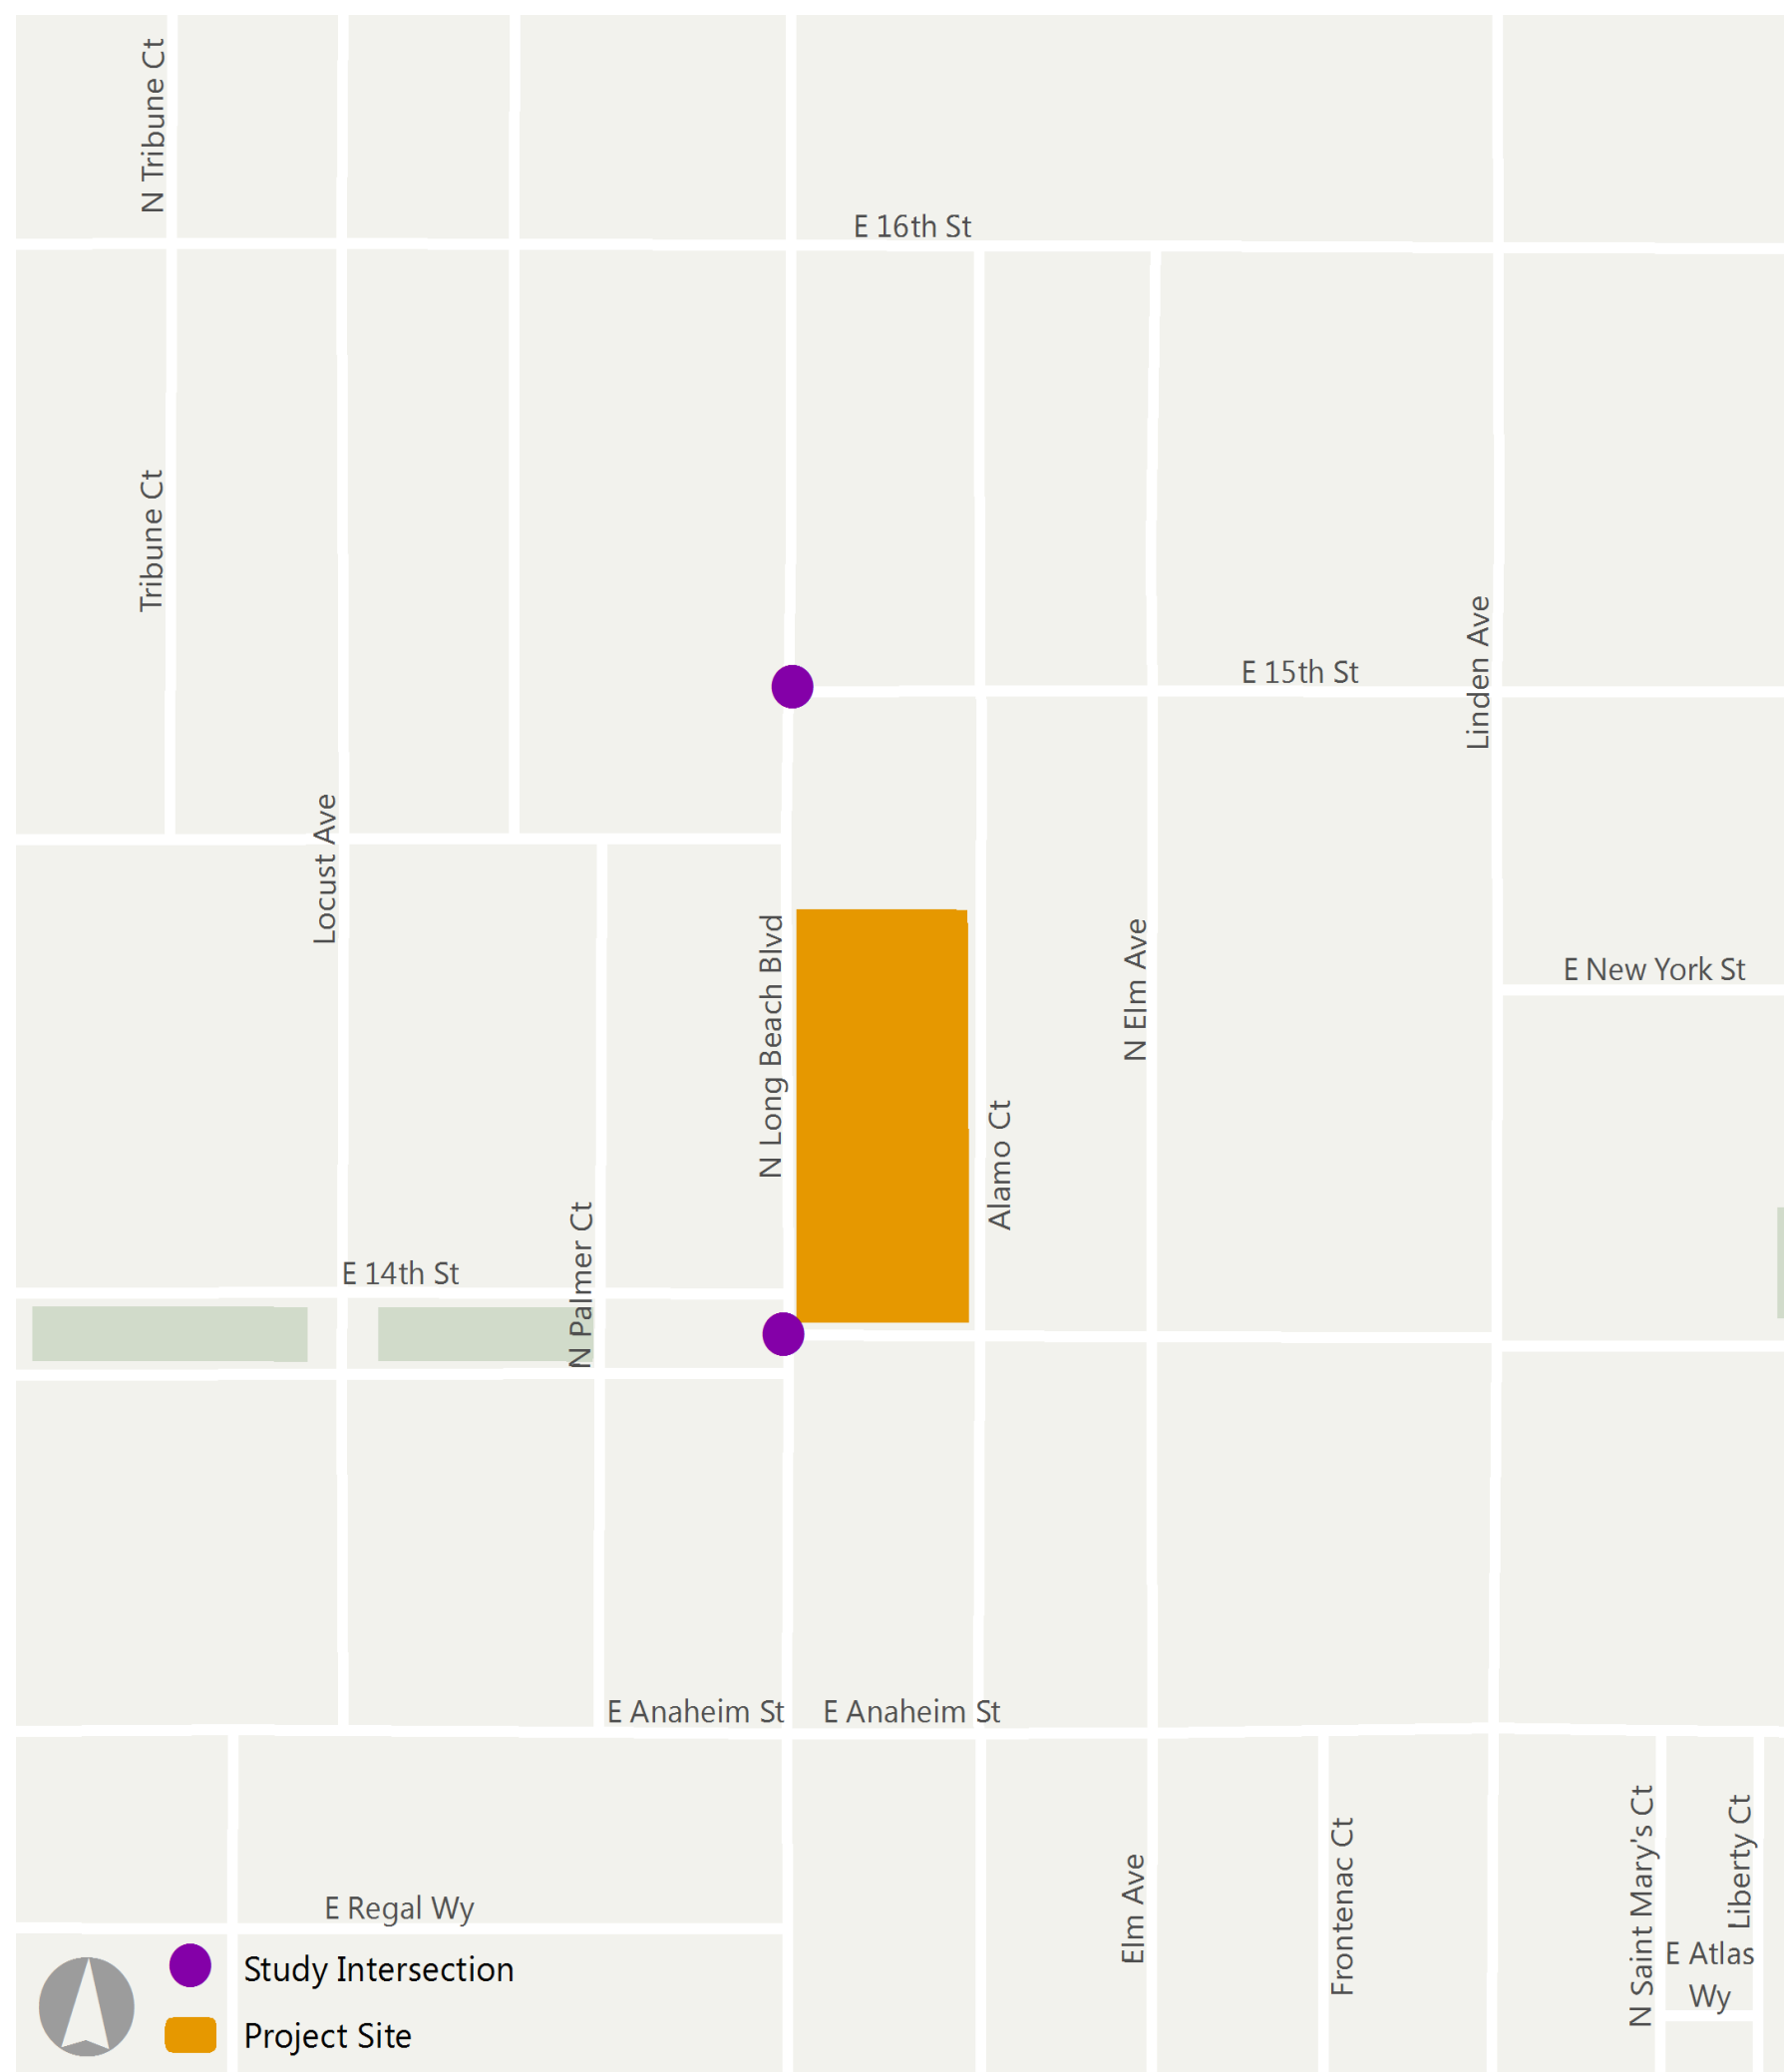 N Tribune Ct
E 16th St
Tribune Ct
Linden Ave
E 15th St
Locust Ave
N Long Beach Blvd
N Elm Ave
E New York St
Alamo Ct
N Palmer Ct
E 14th St
E Anaheim St
E Anaheim St
N Saint Mary's Ct
Liberty Ct
Frontenac Ct
Elm Ave
E Regal Wy
E Atlas
Wy
Study Intersection
Project Site